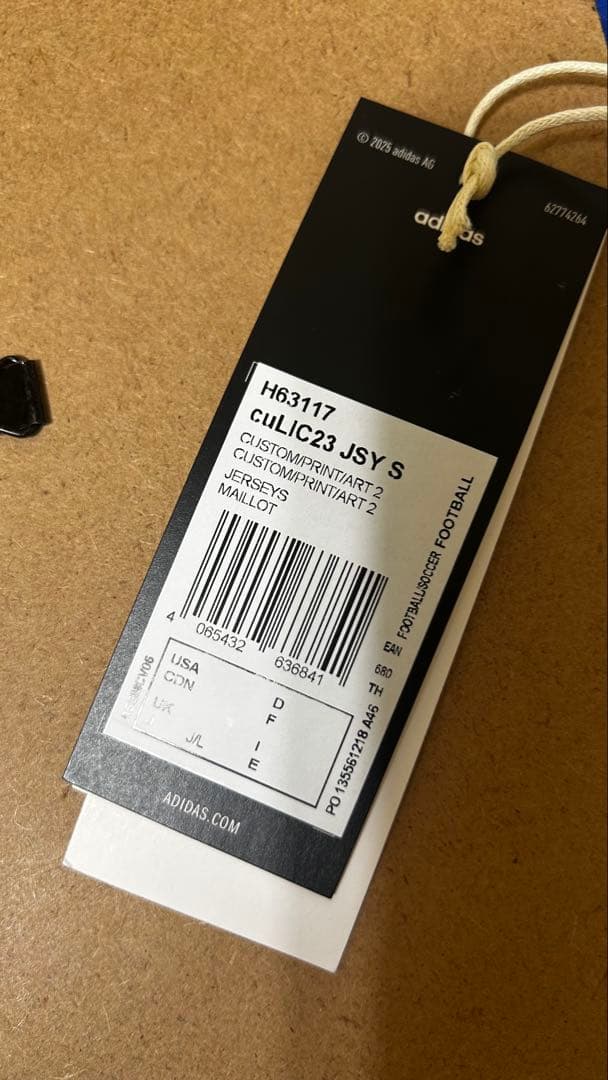 © 2025 adidas AG
62774264
adidas
H63117
cuLIC23 JSY S
CUSTOM/PRINT/ART 2
CUSTOM/PRINT/ART 2
JERSEYS
MAILLOT
FOOTBALL/SOCCER FOOTBALL
4 065432 636841
EAN
680
TH
PO 135561218 A46
USA
CDN
UK
J/L
D
F
I
E
ADIDAS.COM